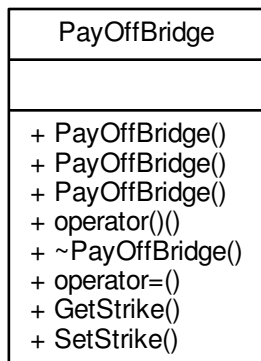 PayOffBridge
+ PayOffBridge()
+ PayOffBridge()
+ PayOffBridge()
+ operator()()
+ ~PayOffBridge()
+ operator=()
+ GetStrike()
+ SetStrike()